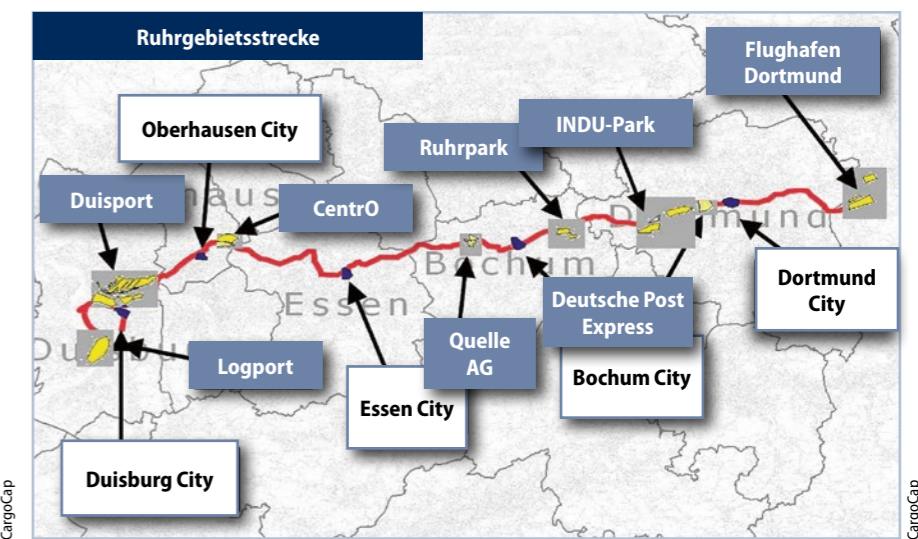 Ruhrgebietsstrecke
Flughafen
Dortmund
Oberhausen City
INDU-Park
Ruhrpark
Duisport
CentrO
Bochum
Essen
Dortmund
City
Deutsche Post
Express
Quelle
AG
Logport
Bochum City
Essen City
Duisburg City
CargoCap
CargoCap